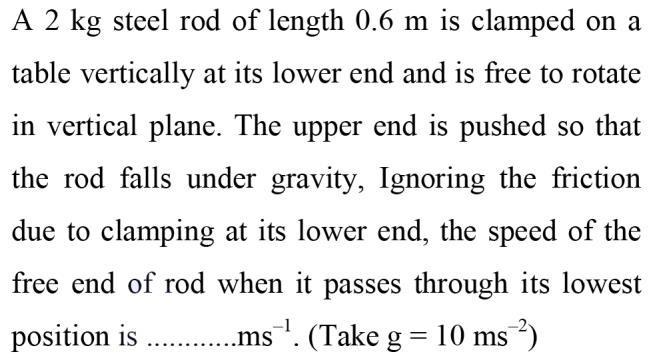 A 2 kg steel rod of length 0.6 m is clamped on a
table vertically at its lower end and is free to rotate
in vertical plane. The upper end is pushed so that
the rod falls under gravity, Ignoring the friction
due to clamping at its lower end, the speed of the
free end of rod when it passes through its lowest
position is ............ms⁻¹. (Take g = 10 ms⁻²)